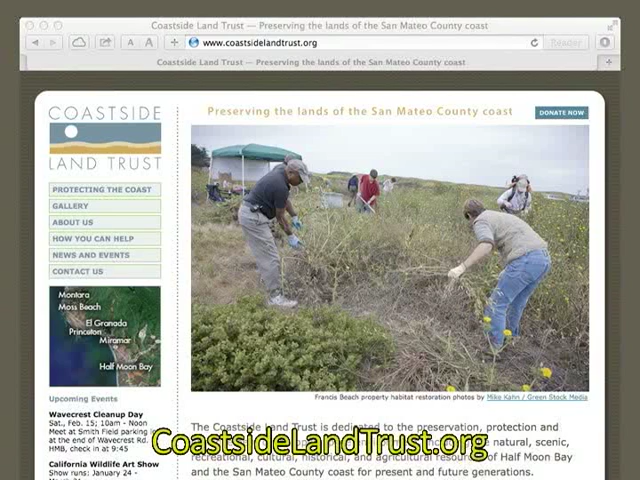 Coastside Land Trust — Preserving the lands of the San Mateo County coast
A A + www.coastsidelandtrust.org Reader
Coastside Land Trust — Preserving the lands of the San Mateo County coast +
COASTSIDE
LAND TRUST
Preserving the lands of the San Mateo County coast
DONATE NOW
PROTECTING THE COAST
GALLERY
ABOUT US
HOW YOU CAN HELP
NEWS AND EVENTS
CONTACT US
Montara
Moss Beach
El Granada
Princeton
Miramar
Half Moon Bay
Upcoming Events
Wavecrest Cleanup Day
Sat., Feb. 15; 10am - Noon
Meet at Smith Field parking
at the end of Wavecrest Rd.
HMB, check in at 9:45
California Wildlife Art Show
Show runs: January 24 -
Francis Beach property habitat restoration photos by Mike Kahn / Green Stock Media
The Coastside Land Trust is dedicated to the preservation, protection and
natural, scenic,
recreational, cultural, historical, and agricultural resources of Half Moon Bay
and the San Mateo County coast for present and future generations.
CoastsideLandTrust.org